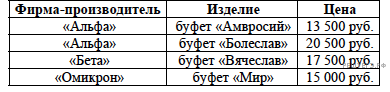 Фирма-производитель Изделие Цена
«Альфа» буфет «Амвросий» 13 500 руб.
«Альфа» буфет «Болеслав» 20 500 руб.
«Бета» буфет «Вячеслав» 17 500 руб.
«Омикрон» буфет «Мир» 15 000 руб.